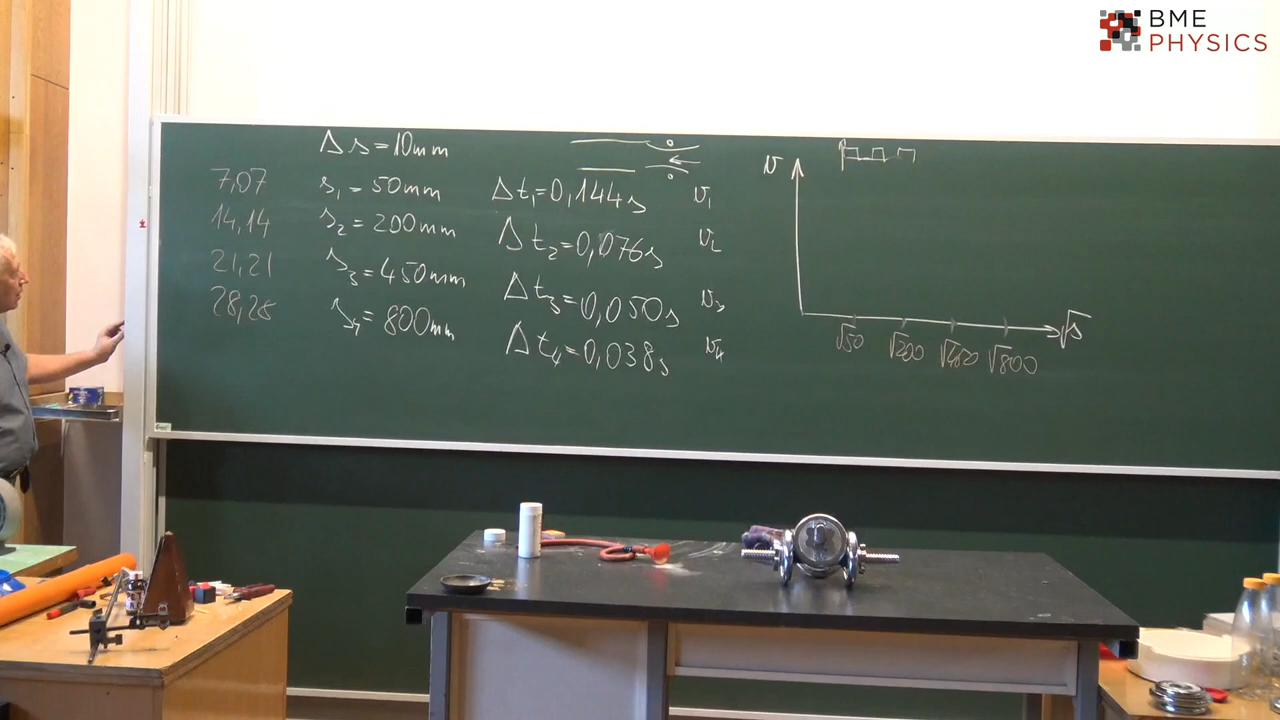 BME
PHYSICS
Δs=10mm
7,07 s₁=50mm Δt₁=0,144s v₁
14,14 s₂=200mm Δt₂=0,076s v₂
21,21 s₃=450mm Δt₃=0,050s v₃
28,28 s₄=800mm Δt₄=0,038s v₄
v
√50 √200 √450 √800 √s